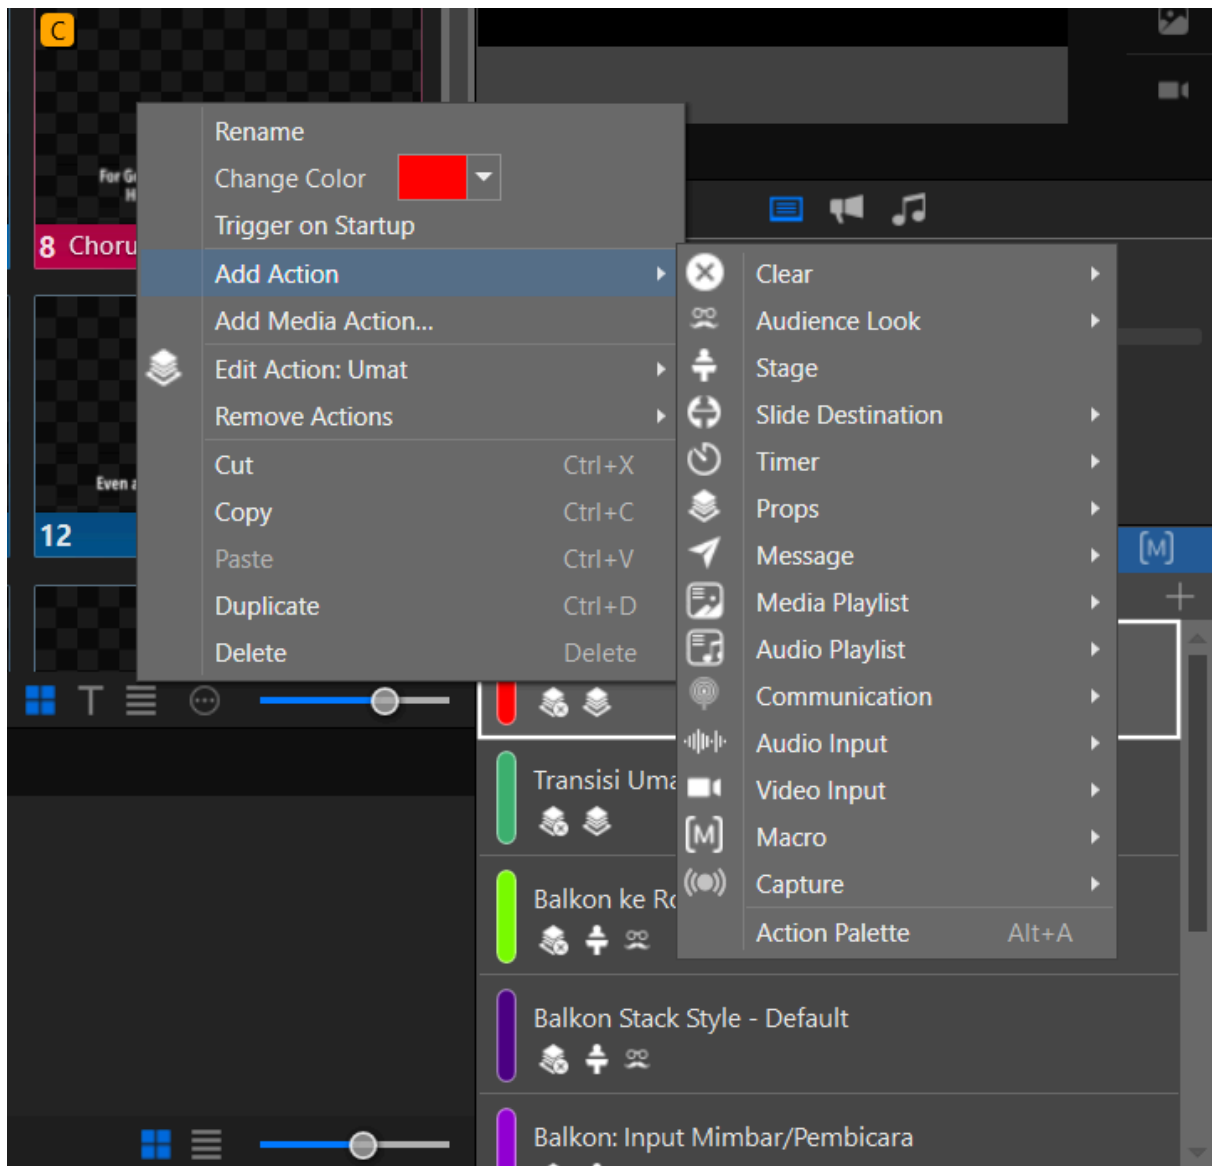 C
For
H
8 Choru
Even
12
Rename
Change Color
Trigger on Startup
Add Action
Add Media Action...
Edit Action: Umat
Remove Actions
Cut Ctrl+X
Copy Ctrl+C
Paste Ctrl+V
Duplicate Ctrl+D
Delete Delete
Clear
Audience Look
Stage
Slide Destination
Timer
Props
Message
Media Playlist
Audio Playlist
Communication
Audio Input
Video Input
[M] Macro
Capture
Action Palette Alt+A
[M]
T
Transisi Uma
Balkon ke Ro
Balkon Stack Style - Default
Balkon: Input Mimbar/Pembicara